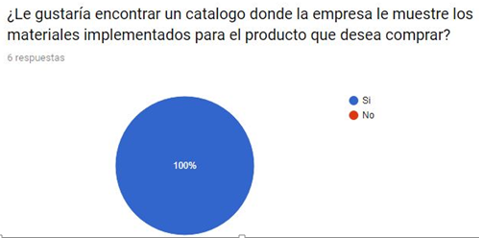 ¿Le gustaría encontrar un catalogo donde la empresa le muestre los
materiales implementados para el producto que desea comprar?
6 respuestas
Si
No
100%